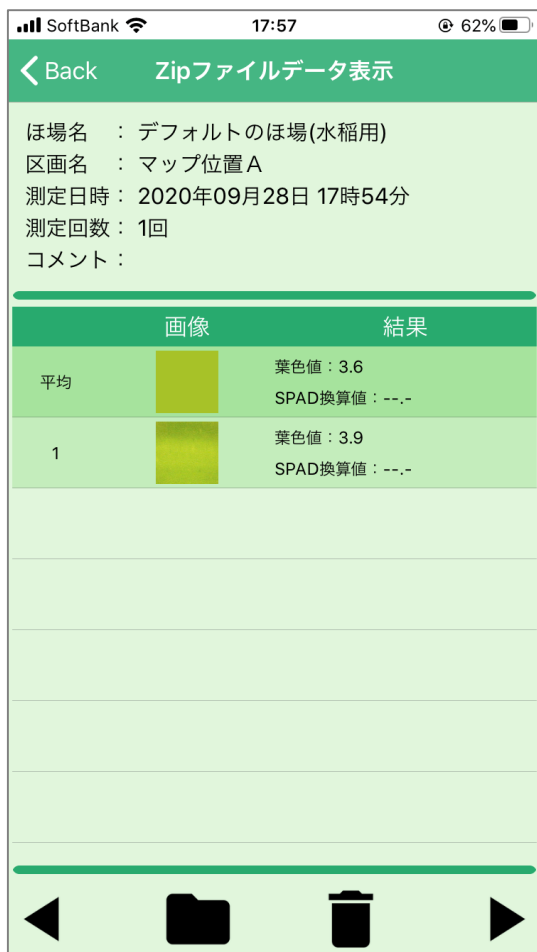 SoftBank 17:57 62%
Back Zipファイルデータ表示
ほ場名 : デフォルトのほ場(水稲用)
区画名 : マップ位置A
測定日時: 2020年09月28日 17時54分
測定回数: 1回
コメント:
画像 結果
平均
葉色値:3.6
SPAD換算値:--.-
1
葉色値:3.9
SPAD換算値:--.-